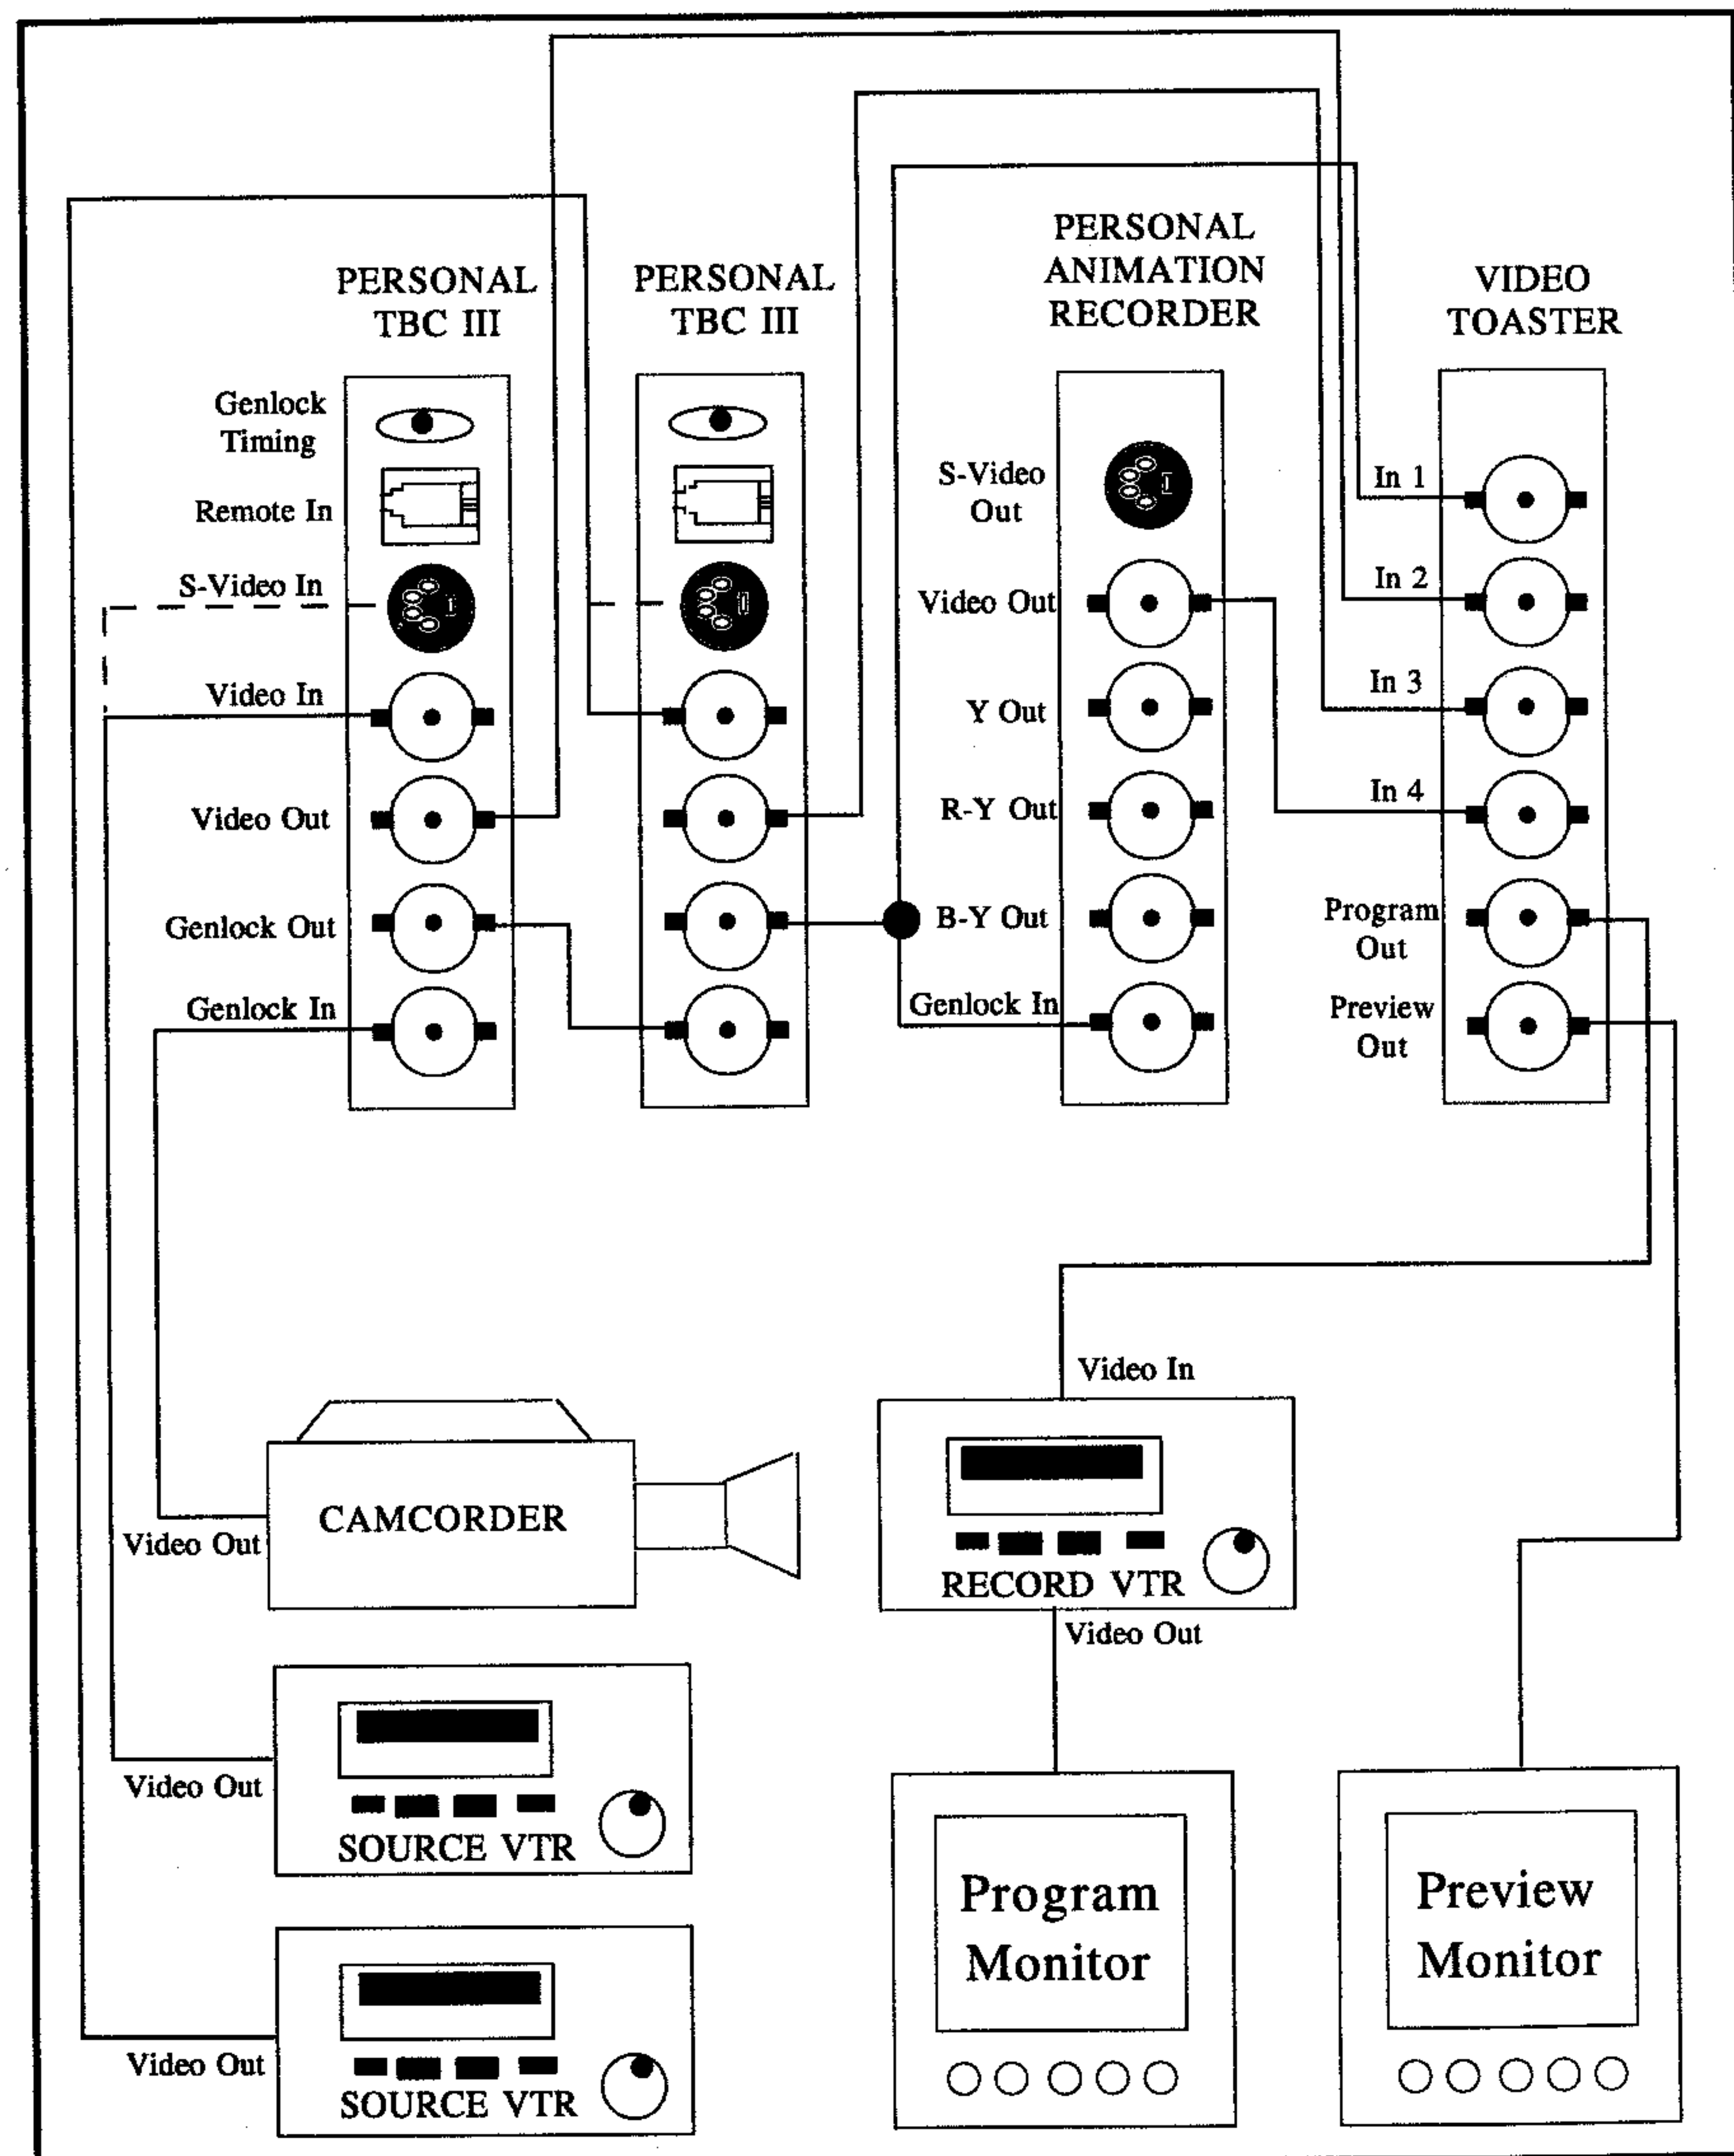 PERSONAL
TBC III
PERSONAL
TBC III
PERSONAL
ANIMATION
RECORDER
VIDEO
TOASTER
Genlock
Timing
Remote In
S-Video In
Video In
Video Out
Genlock Out
Genlock In
S-Video
Out
Video Out
Y Out
R-Y Out
B-Y Out
Genlock In
In 1
In 2
In 3
In 4
Program
Out
Preview
Out
CAMCORDER
Video Out
Video In
RECORD VTR
Video Out
Video Out
SOURCE VTR
Video Out
SOURCE VTR
Program
Monitor
Preview
Monitor